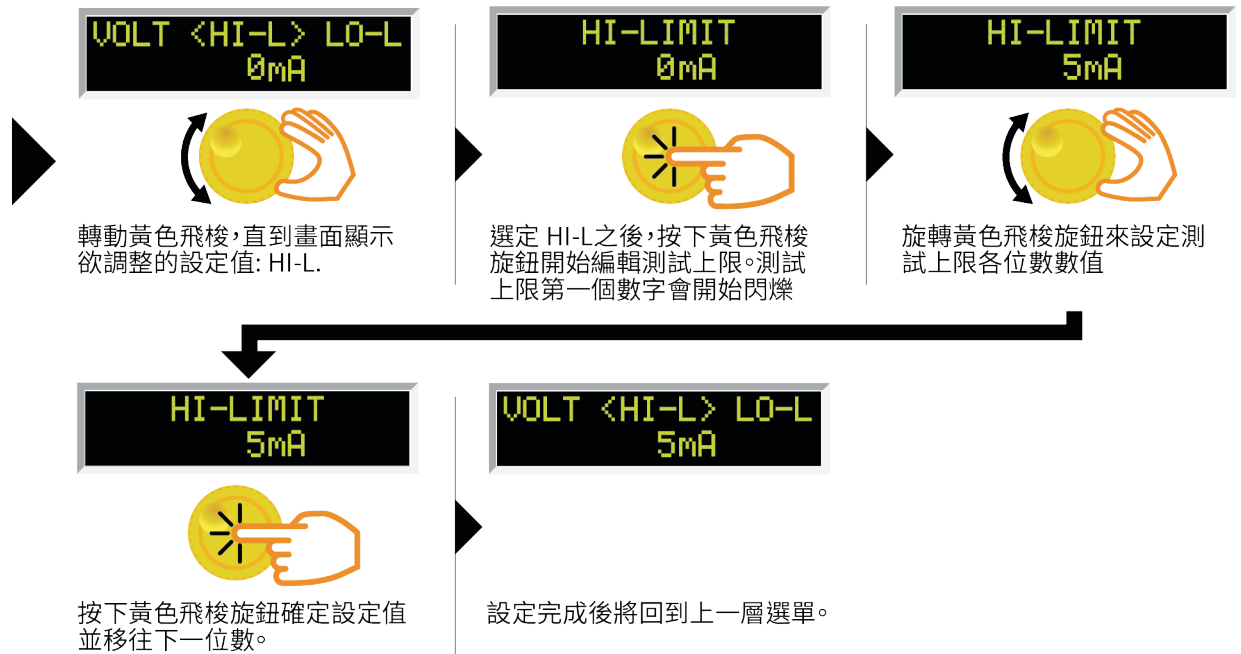 VOLT <HI-L> LO-L
0mA
轉動黃色飛梭,直到畫面顯示
欲調整的設定值: HI-L.
HI-LIMIT
0mA
選定 HI-L之後,按下黃色飛梭
旋鈕開始編輯測試上限。測試
上限第一個數字會開始閃爍
HI-LIMIT
5mA
旋轉黃色飛梭旋鈕來設定測
試上限各位數數值
HI-LIMIT
5mA
按下黃色飛梭旋鈕確定設定值
並移往下一位數。
VOLT <HI-L> LO-L
5mA
設定完成後將回到上一層選單。